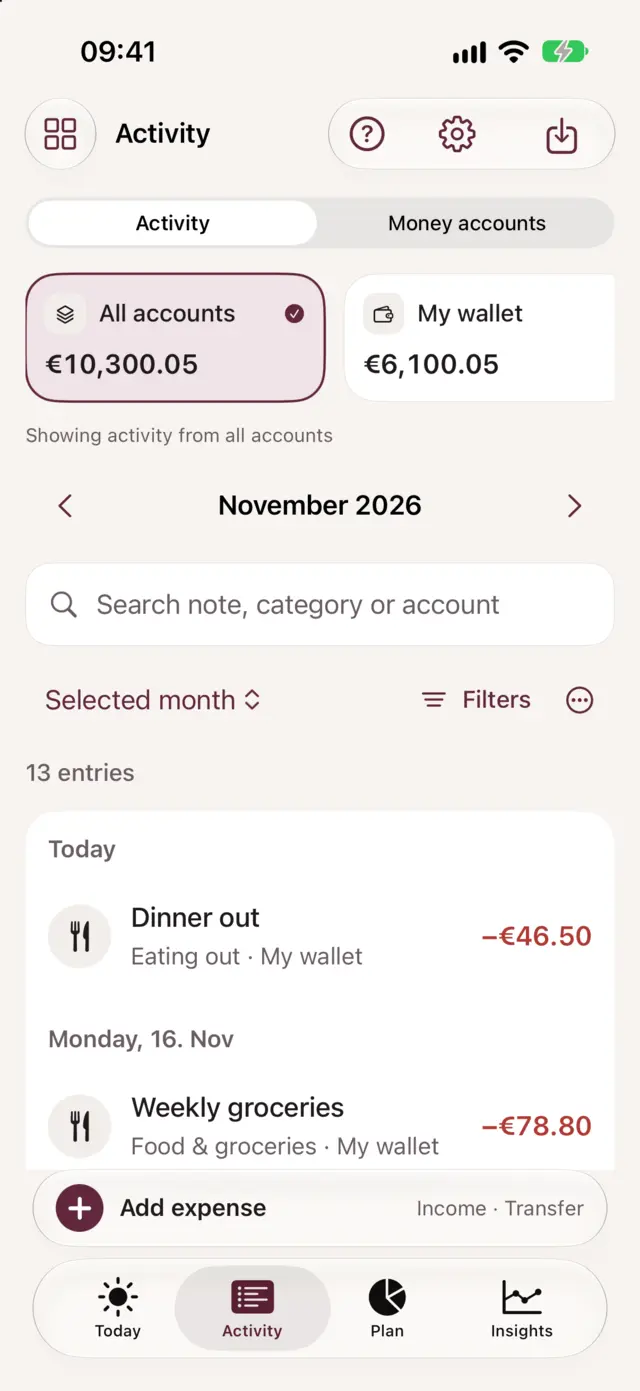 09:41
Activity
Activity
Money accounts
All accounts
€10,300.05
My wallet
€6,100.05
Showing activity from all accounts
November 2026
Search note, category or account
Selected month
Filters
13 entries
Today
Dinner out
Eating out · My wallet
–€46.50
Monday, 16. Nov
Weekly groceries
Food & groceries · My wallet
–€78.80
Add expense
Income · Transfer
Today
Activity
Plan
Insights